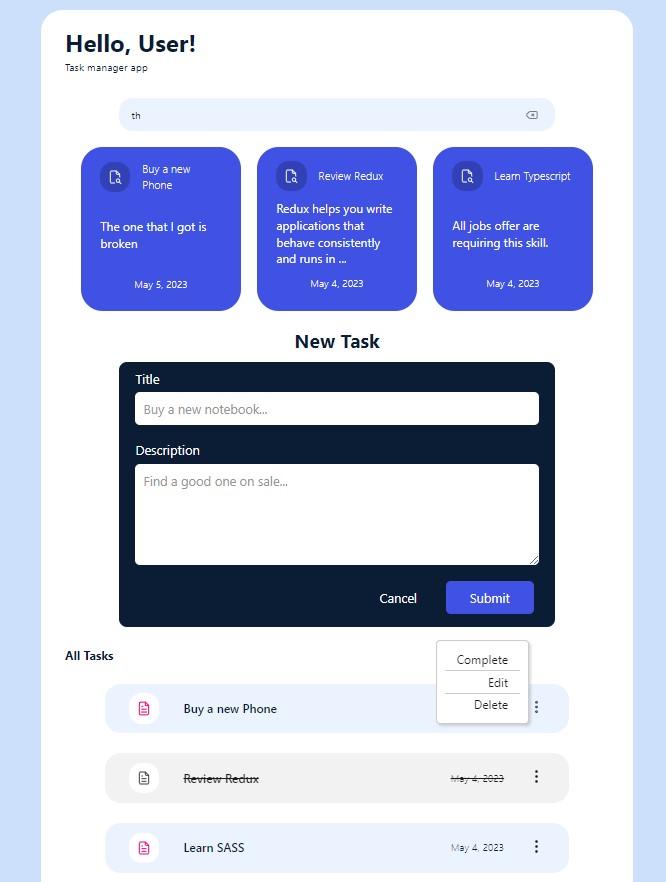 Hello, User!
Task manager app
th
Buy a new
Phone
The one that I got is
broken
May 5, 2023
Review Redux
Redux helps you write
applications that
behave consistently
and runs in ...
May 4, 2023
Learn Typescript
All jobs offer are
requiring this skill.
May 4, 2023
New Task
Title
Buy a new notebook...
Description
Find a good one on sale...
Cancel
Submit
All Tasks
Complete
Edit
Delete
Buy a new Phone
Review Redux
May 4, 2023
Learn SASS
May 4, 2023